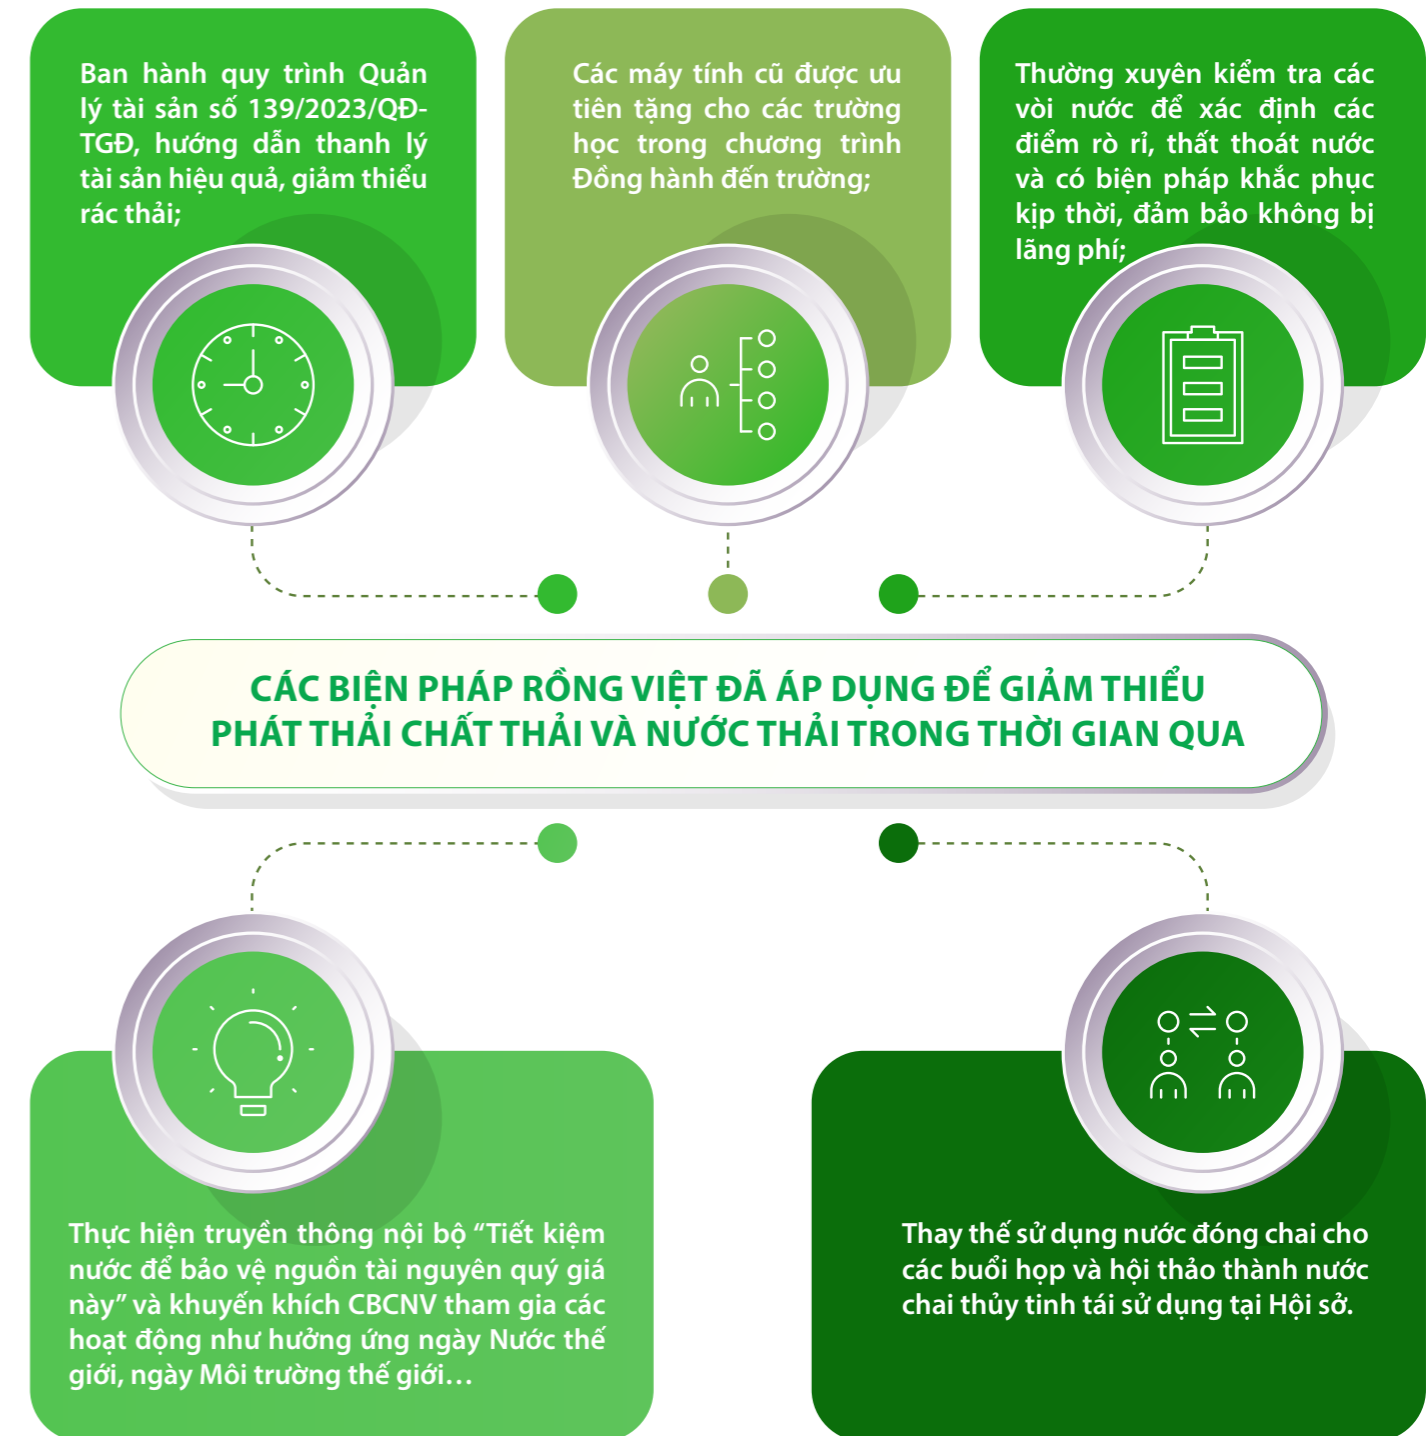 Ban hành quy trình Quản
lý tài sản số 139/2023/QĐ-
TGĐ, hướng dẫn thanh lý
tài sản hiệu quả, giảm thiểu
rác thải;
Các máy tính cũ được ưu
tiên tặng cho các trường
học trong chương trình
Đồng hành đến trường;
Thường xuyên kiểm tra các
vòi nước để xác định các
điểm rò rỉ, thất thoát nước
và có biện pháp khắc phục
kịp thời, đảm bảo không bị
lãng phí;
CÁC BIỆN PHÁP RỒNG VIỆT ĐÃ ÁP DỤNG ĐỂ GIẢM THIỂU
PHÁT THẢI CHẤT THẢI VÀ NƯỚC THẢI TRONG THỜI GIAN QUA
Thực hiện truyền thông nội bộ “Tiết kiệm
nước để bảo vệ nguồn tài nguyên quý giá
này” và khuyến khích CBCNV tham gia các
hoạt động như hưởng ứng ngày Nước thế
giới, ngày Môi trường thế giới…
Thay thế sử dụng nước đóng chai cho
các buổi họp và hội thảo thành nước
chai thủy tinh tái sử dụng tại Hội sở.